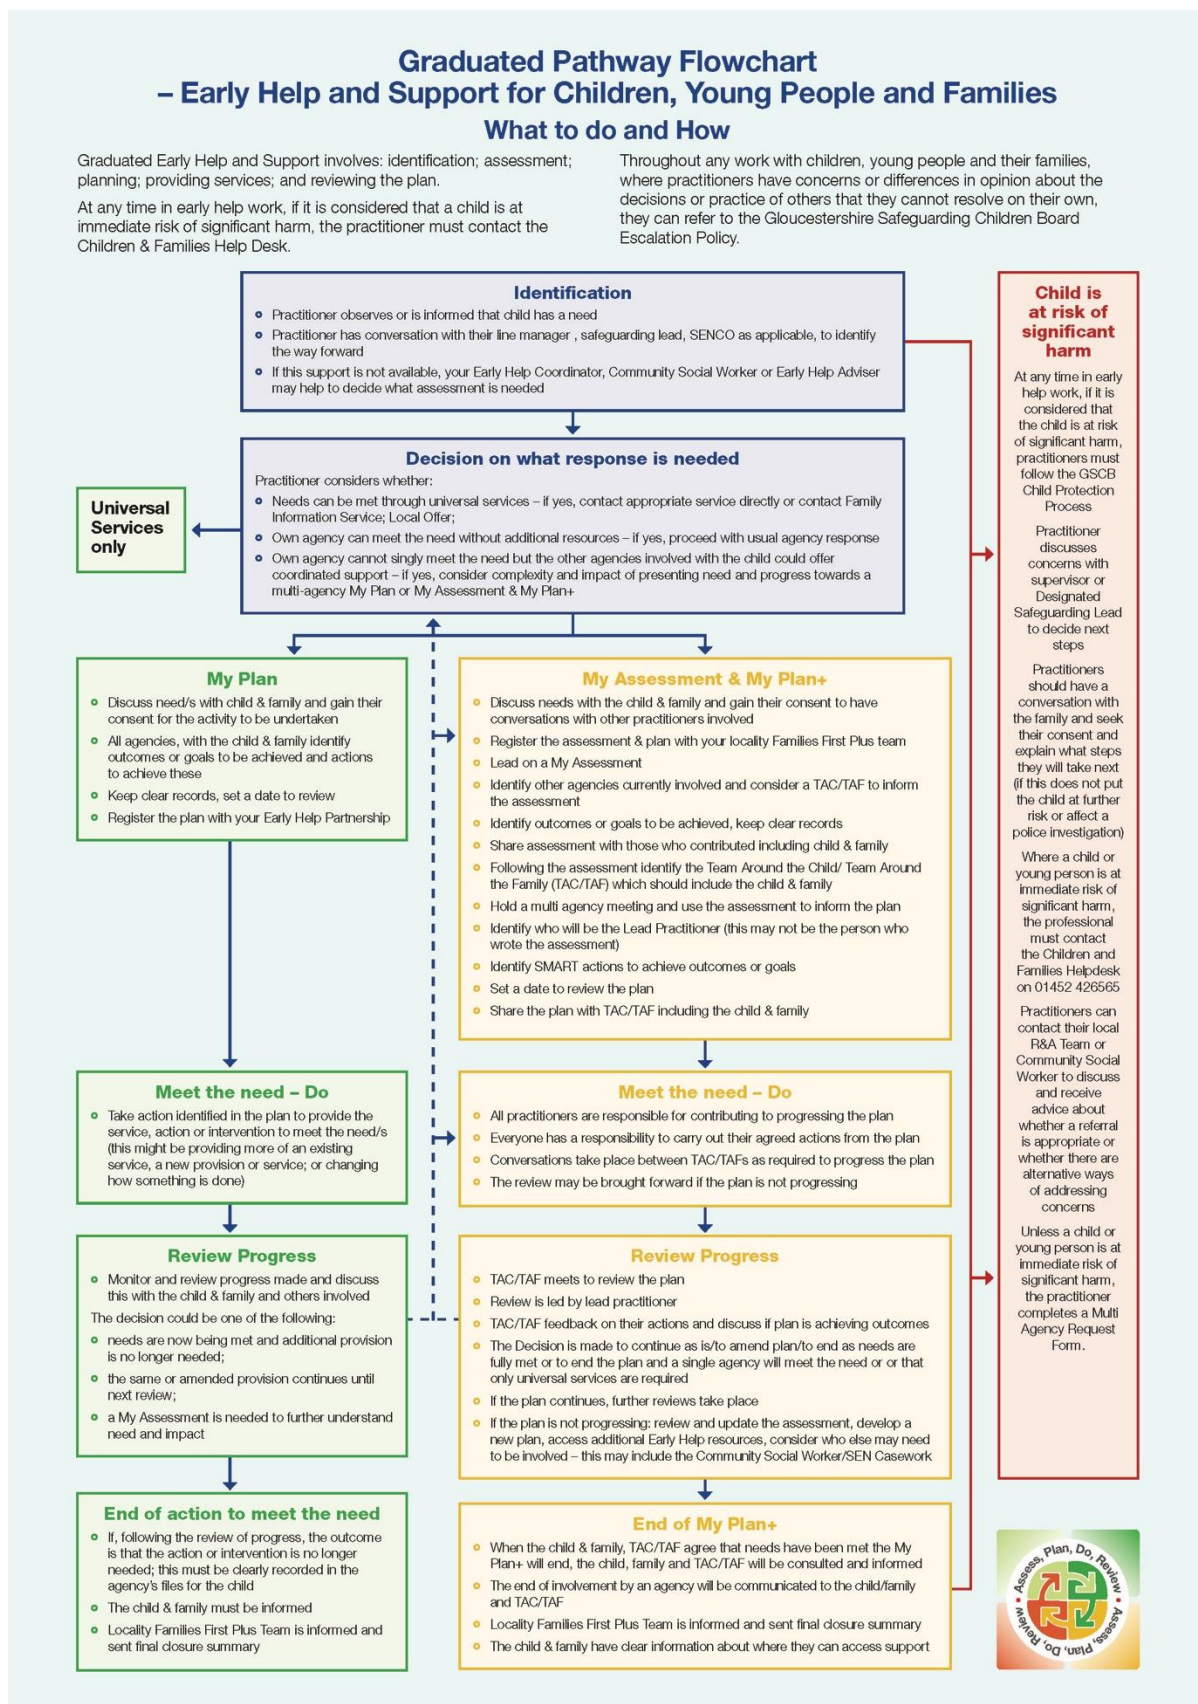 Graduated Pathway Flowchart
– Early Help and Support for Children, Young People and Families
What to do and How
Graduated Early Help and Support involves: identification; assessment;
planning; providing services; and reviewing the plan.
At any time in early help work, if it is considered that a child is at
immediate risk of significant harm, the practitioner must contact the
Children & Families Help Desk.
Throughout any work with children, young people and their families,
where practitioners have concerns or differences in opinion about the
decisions or practice of others that they cannot resolve on their own,
they can refer to the Gloucestershire Safeguarding Children Board
Escalation Policy.
Identification
Practitioner observes or is informed that child has a need
Practitioner has conversation with their line manager , safeguarding lead, SENCO as applicable, to identify
the way forward
If this support is not available, your Early Help Coordinator, Community Social Worker or Early Help Adviser
may help to decide what assessment is needed
Decision on what response is needed
Practitioner considers whether:
Needs can be met through universal services – if yes, contact appropriate service directly or contact Family
Information Service; Local Offer;
Own agency can meet the need without additional resources – if yes, proceed with usual agency response
Own agency cannot singly meet the need but the other agencies involved with the child could offer
coordinated support – if yes, consider complexity and impact of presenting need and progress towards a
multi-agency My Plan or My Assessment & My Plan+
Universal
Services
only
My Plan
Discuss need/s with child & family and gain their
consent for the activity to be undertaken
All agencies, with the child & family identify
outcomes or goals to be achieved and actions
to achieve these
Keep clear records, set a date to review
Register the plan with your Early Help Partnership
Meet the need – Do
Take action identified in the plan to provide the
service, action or intervention to meet the need/s
(this might be providing more of an existing
service, a new provision or service; or changing
how something is done)
Review Progress
Monitor and review progress made and discuss
this with the child & family and others involved
The decision could be one of the following:
needs are now being met and additional provision
is no longer needed;
the same or amended provision continues until
next review;
a My Assessment is needed to further understand
need and impact
End of action to meet the need
If, following the review of progress, the outcome
is that the action or intervention is no longer
needed; this must be clearly recorded in the
agency's files for the child
The child & family must be informed
Locality Families First Plus Team is informed and
sent final closure summary
My Assessment & My Plan+
Discuss needs with the child & family and gain their consent to have
conversations with other practitioners involved
Register the assessment & plan with your locality Families First Plus team
Lead on a My Assessment
Identify other agencies currently involved and consider a TAC/TAF to inform
the assessment
Identify outcomes or goals to be achieved, keep clear records
Share assessment with those who contributed including child & family
Following the assessment identify the Team Around the Child/ Team Around
the Family (TAC/TAF) which should include the child & family
Hold a multi agency meeting and use the assessment to inform the plan
Identify who will be the Lead Practitioner (this may not be the person who
wrote the assessment)
Identify SMART actions to achieve outcomes or goals
Set a date to review the plan
Share the plan with TAC/TAF including the child & family
Meet the need – Do
All practitioners are responsible for contributing to progressing the plan
Everyone has a responsibility to carry out their agreed actions from the plan
Conversations take place between TAC/TAFs as required to progress the plan
The review may be brought forward if the plan is not progressing
Review Progress
TAC/TAF meets to review the plan
Review is led by lead practitioner
TAC/TAF feedback on their actions and discuss if plan is achieving outcomes
The Decision is made to continue as is/to amend plan/to end as needs are
fully met or to end the plan and a single agency will meet the need or or that
only universal services are required
If the plan continues, further reviews take place
If the plan is not progressing: review and update the assessment, develop a
new plan, access additional Early Help resources, consider who else may need
to be involved – this may include the Community Social Worker/SEN Casework
End of My Plan+
When the child & family, TAC/TAF agree that needs have been met the My
Plan+ will end, the child, family and TAC/TAF will be consulted and informed
The end of involvement by an agency will be communicated to the child/family
and TAC/TAF
Locality Families First Plus Team is informed and sent final closure summary
The child & family have clear information about where they can access support
Child is
at risk of
significant
harm
At any time in early
help work, if it is
considered that
the child is at risk
of significant harm,
practitioners must
follow the GSCB
Child Protection
Process
Practitioner
discusses
concerns with
supervisor or
Designated
Safeguarding Lead
to decide next
steps
Practitioners
should have a
conversation with
the family and seek
their consent and
explain what steps
they will take next
(if this does not put
the child at further
risk or affect a
police investigation)
Where a child or
young person is at
immediate risk of
significant harm,
the professional
must contact
the Children and
Families Helpdesk
on 01452 426565
Practitioners can
contact their local
R&A Team or
Community Social
Worker to discuss
and receive
advice about
whether a referral
is appropriate or
whether there are
alternative ways
of addressing
concerns
Unless a child or
young person is at
immediate risk of
significant harm,
the practitioner
completes a Multi
Agency Request
Form.
Assess, Plan, Do, Review • Assess, Plan, Do, Review •